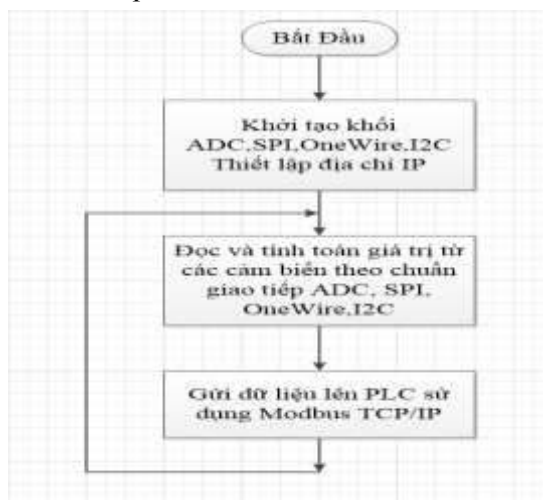 Bắt Đầu
Khởi tạo khối
ADC,SPI,OneWire,I2C
Thiết lập địa chỉ IP
Đọc và tính toán giá trị từ
các cảm biến theo chuẩn
giao tiếp ADC, SPI,
OneWire,I2C
Gửi dữ liệu lên PLC sử
dụng Modbus TCP/IP